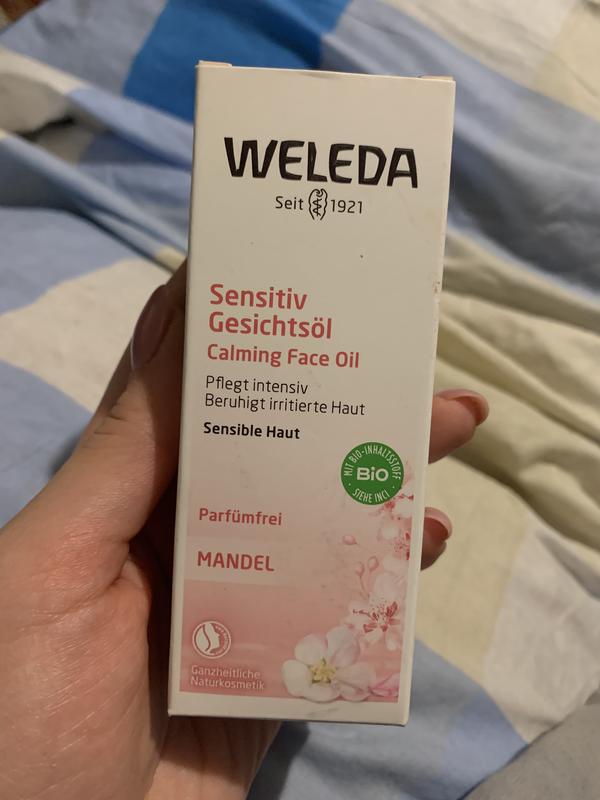 WELEDA
Seit 1921
Sensitiv
Gesichtsöl
Calming Face Oil
Pflegt intensiv
Beruhigt irritierte Haut
Sensible Haut
MIT BIO-INHALTSSTOFF
BiO
SIEHE INCI
Parfümfrei
MANDEL
Ganzheitliche
Naturkosmetik